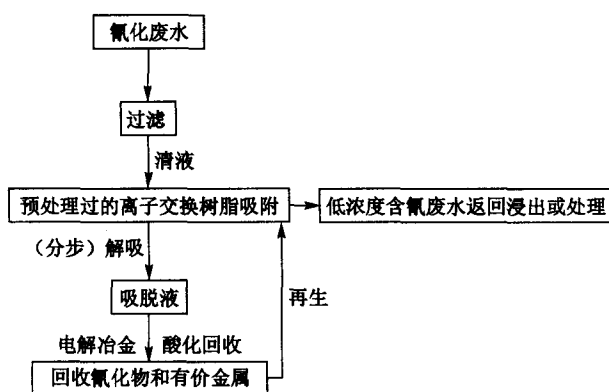 氰化废水
过滤
清液
预处理过的离子交换树脂吸附
低浓度含氰废水返回浸出或处理
（分步）解吸
吸脱液
再生
电解冶金 酸化回收
回收氰化物和有价金属